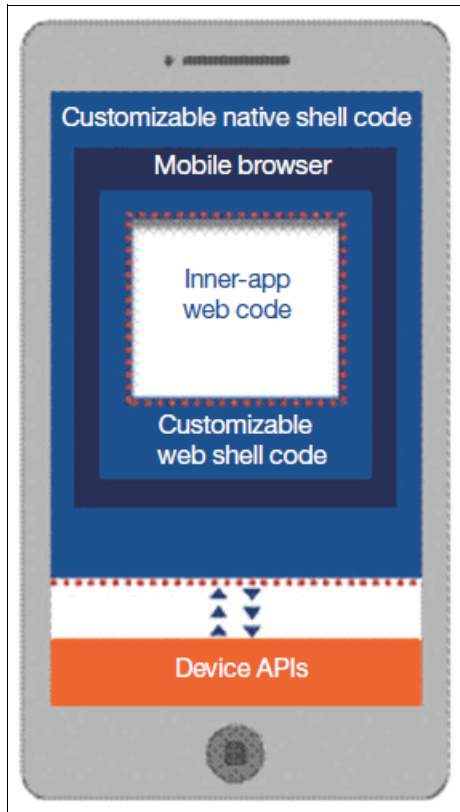 Customizable native shell code
Mobile browser
Inner-app
web code
Customizable
web shell code
Device APIs